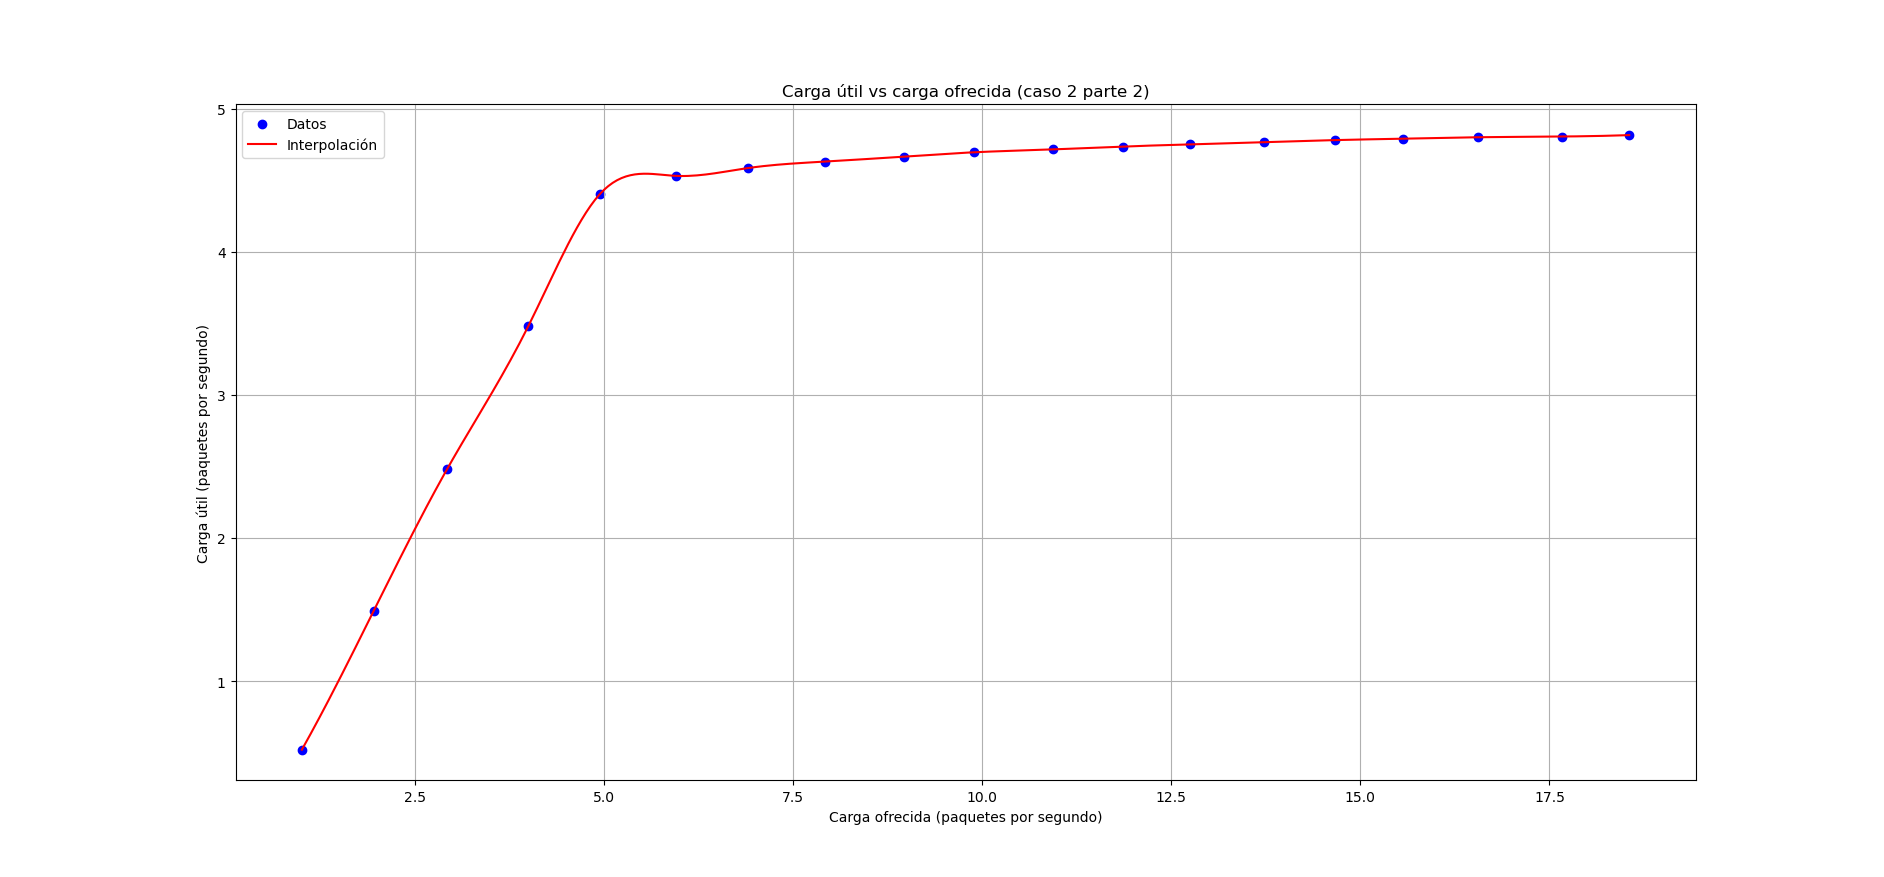 Carga útil vs carga ofrecida (caso 2 parte 2)
Datos
Interpolación
Carga útil (paquetes por segundo)
5
4
3
2
1
2.5 5.0 7.5 10.0 12.5 15.0 17.5
Carga ofrecida (paquetes por segundo)